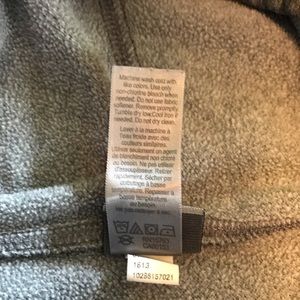 Machine wash cold with
like colors. Use only
non-chlorine bleach when
needed. Do not use fabric
softener. Remove promptly.
Tumble dry low. Cool iron if
needed. Do not dry clean.
Laver à la machine à
l'eau froide avec des
couleurs similaires.
Utiliser seulement un agent
de blanchiment non chloré
au besoin. Ne pas utiliser
d'assouplisseur. Retirer
rapidement. Sécher par
culbutage à basse
température. Repasser
à basse température
au besoin.
Ne pas nettoyer à sec.
1613
10298157021